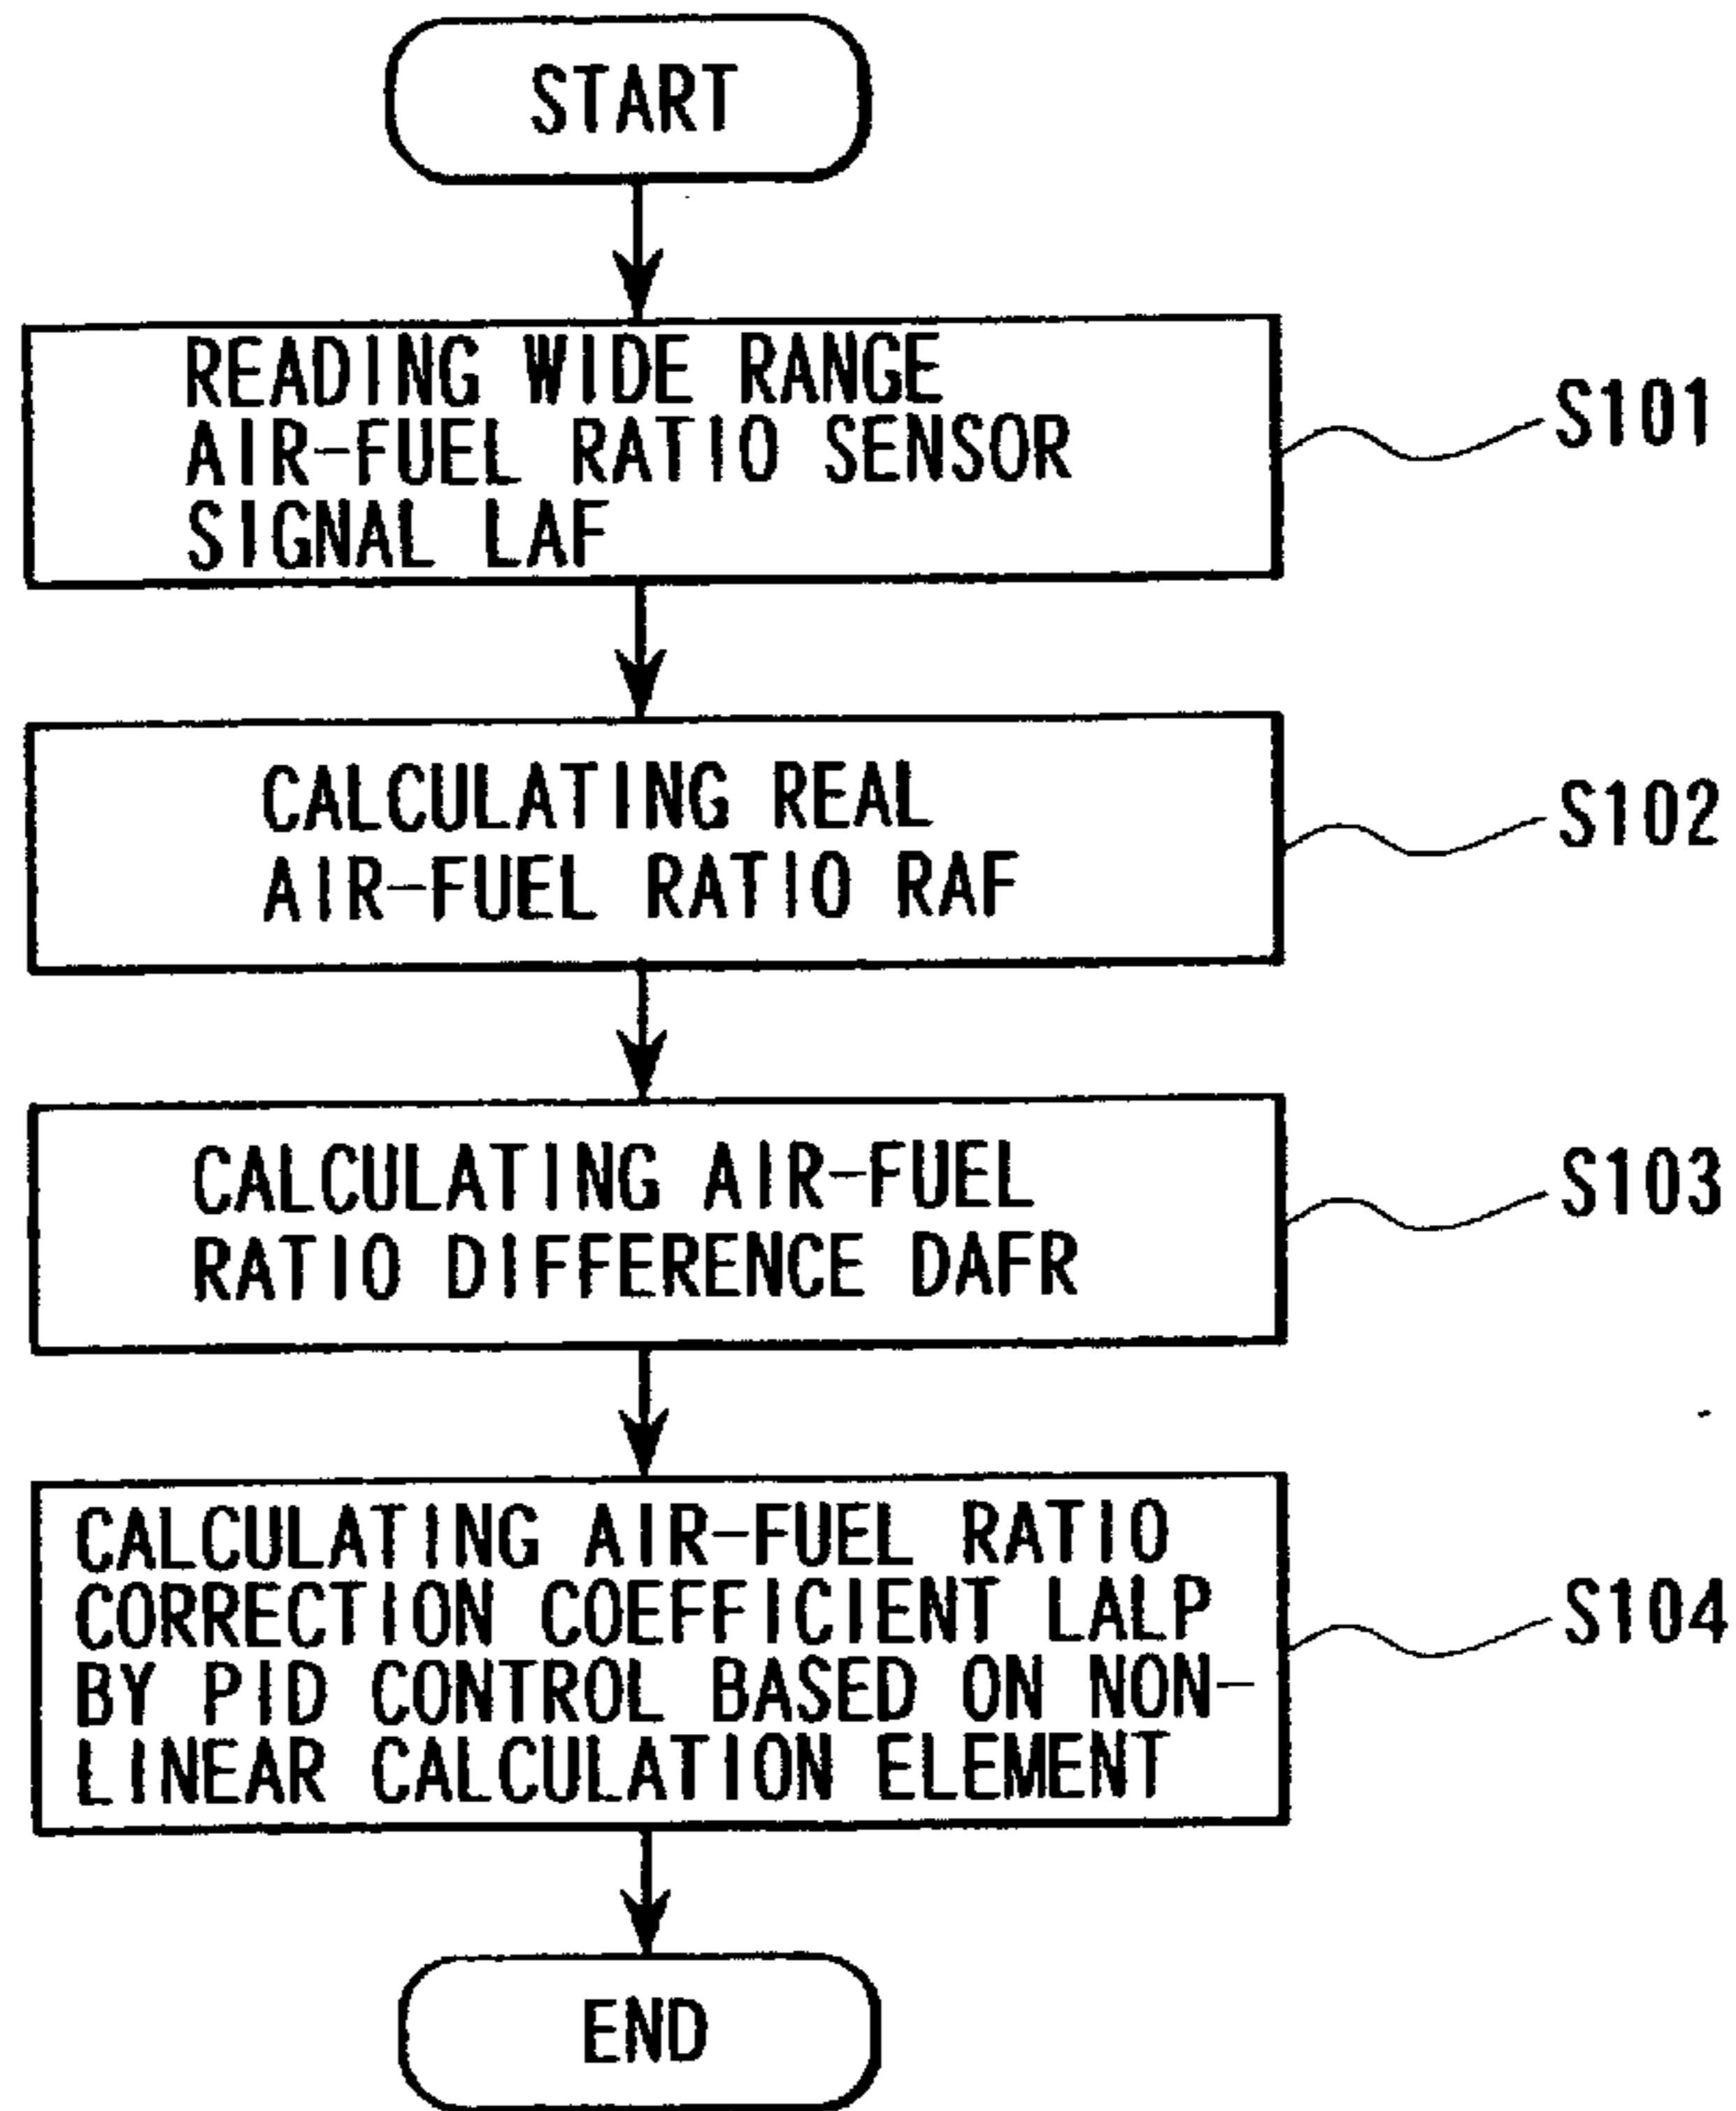 START
READING WIDE RANGE
AIR-FUEL RATIO SENSOR
SIGNAL LAF
S101
CALCULATING REAL
AIR-FUEL RATIO RAF
S102
CALCULATING AIR-FUEL
RATIO DIFFERENCE DAFR
S103
CALCULATING AIR-FUEL RATIO
CORRECTION COEFFICIENT LALP
BY PID CONTROL BASED ON NON-
LINEAR CALCULATION ELEMENT
S104
END